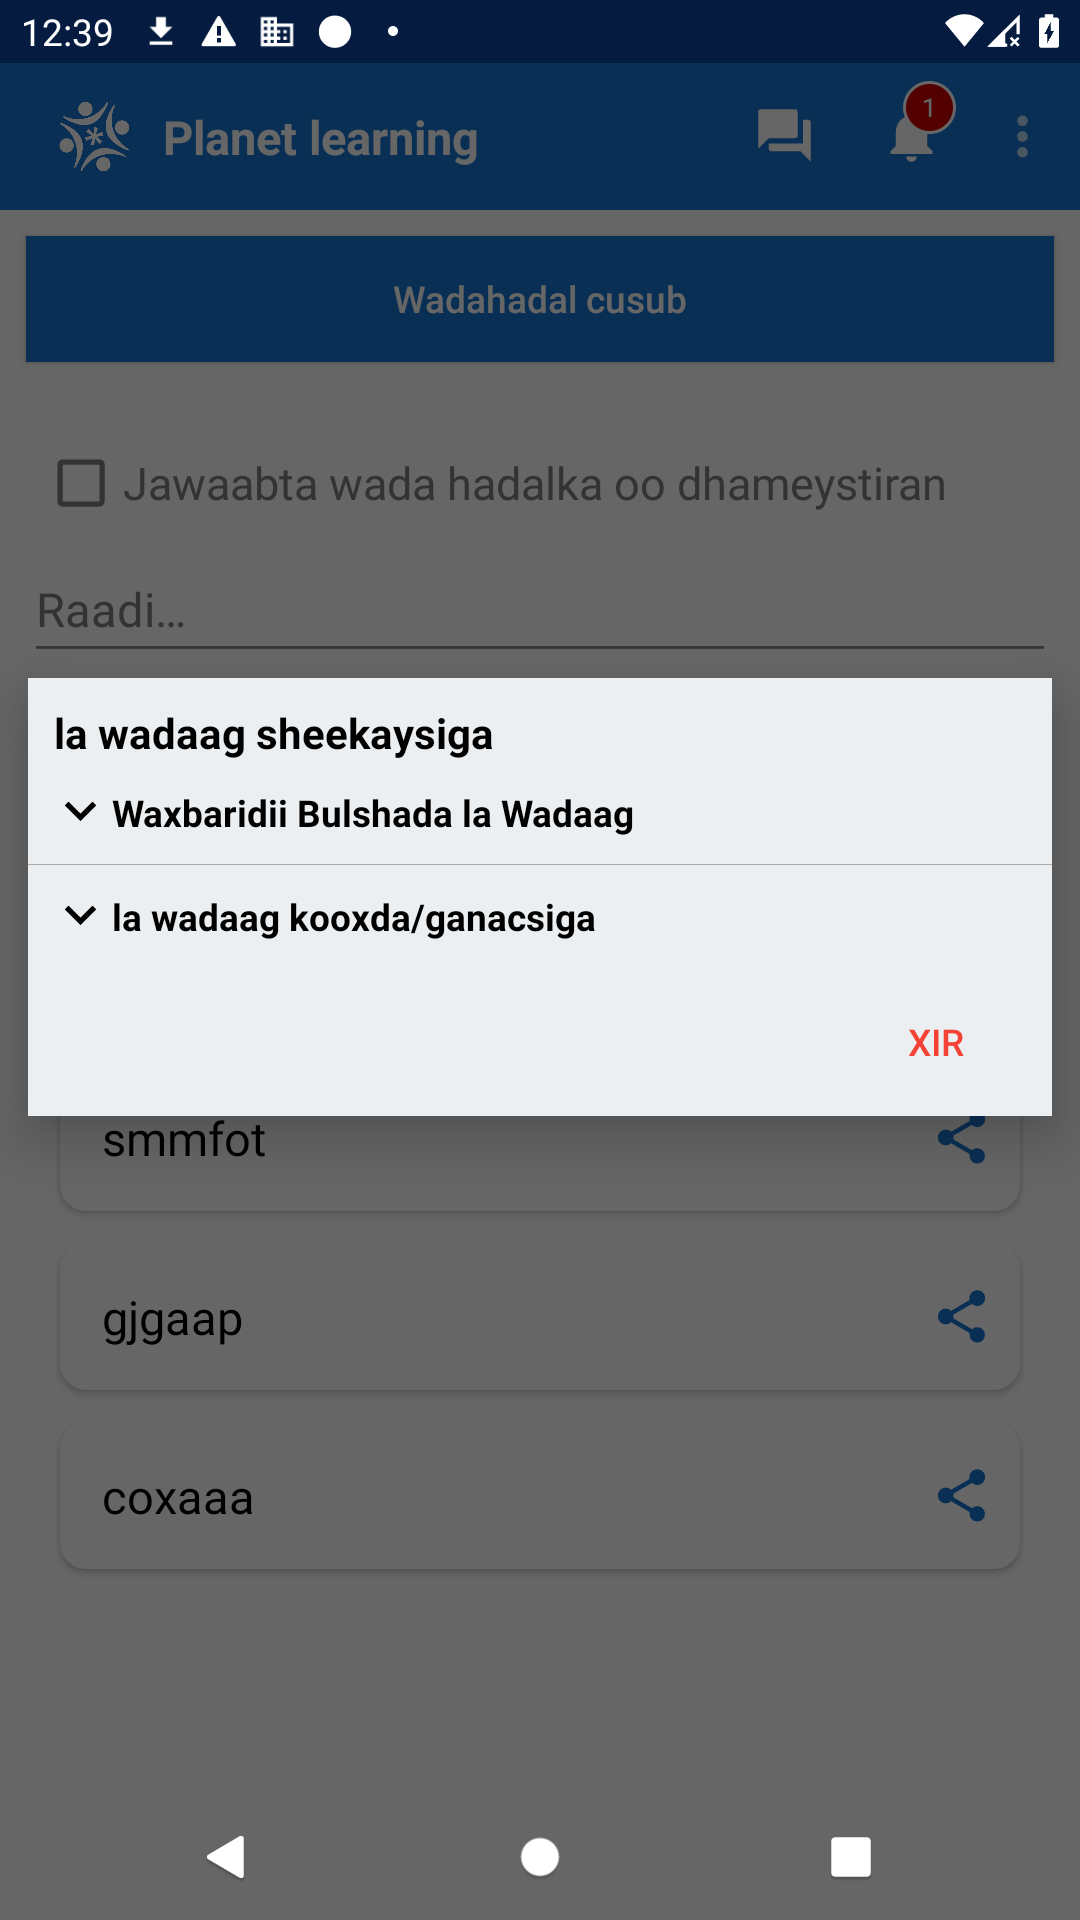 12:39
Planet learning
1
Wadahadal cusub
Jawaabta wada hadalka oo dhameystiran
Raadi...
la wadaag sheekaysiga
Waxbaridii Bulshada la Wadaag
la wadaag kooxda/ganacsiga
XIR
smmfot
gjgaap
coxaaa